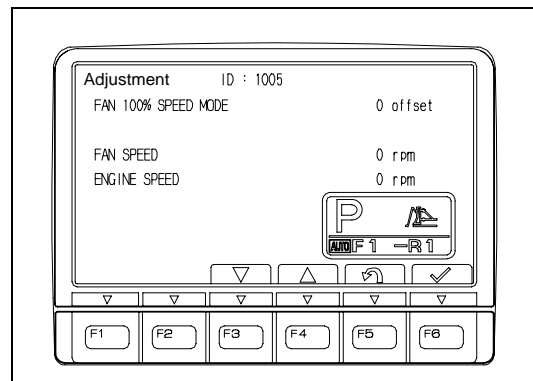 Adjustment ID : 1005
FAN 100% SPEED MODE 0 offset
FAN SPEED 0 rpm
ENGINE SPEED 0 rpm
P
AUTO F1 -R1
F1 F2 F3 F4 F5 F6